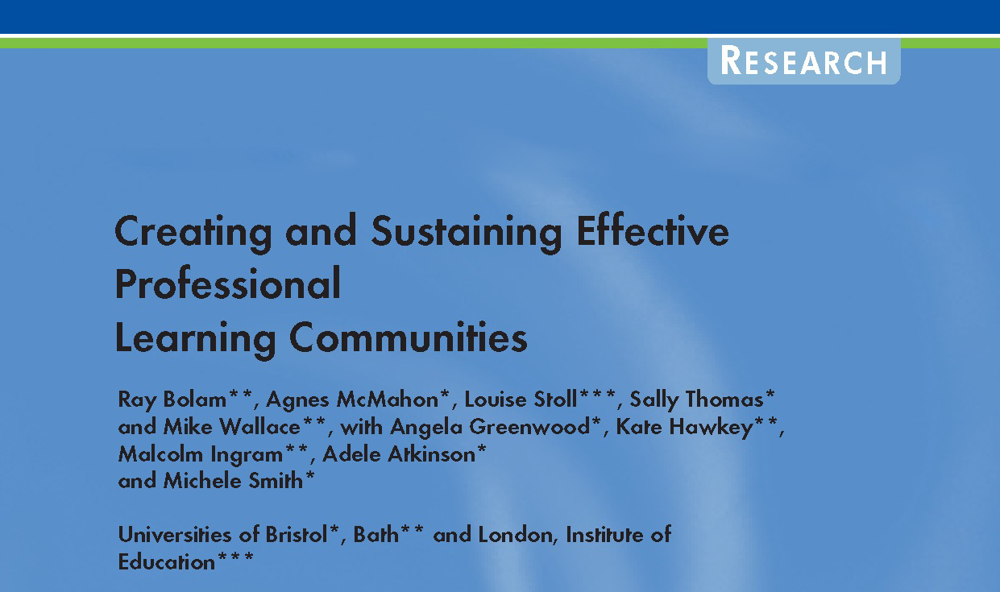 RESEARCH
Creating and Sustaining Effective
Professional
Learning Communities
Ray Bolam**, Agnes McMahon*, Louise Stoll***, Sally Thomas*
and Mike Wallace**, with Angela Greenwood*, Kate Hawkey**,
Malcolm Ingram**, Adele Atkinson*
and Michele Smith*
Universities of Bristol*, Bath** and London, Institute of
Education***